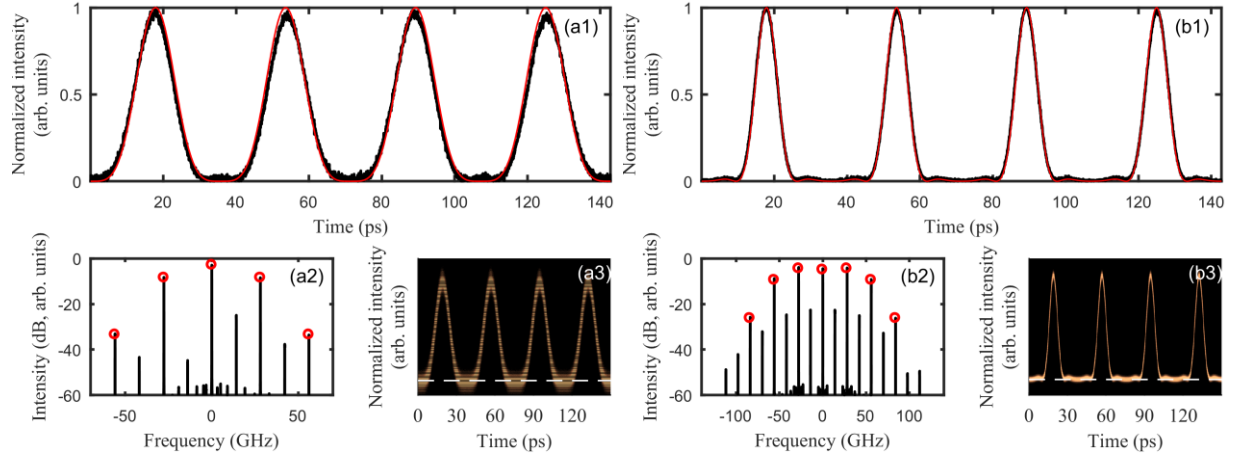 Normalized intensity
(arb. units)
1
0.5
0
(a1)
20 40 60 80 100 120 140
Time (ps)
Normalized intensity
(arb. units)
1
0.5
0
(b1)
20 40 60 80 100 120 140
Time (ps)
Intensity (dB, arb. units)
0
-20
-40
-60
(a2)
-50 0 50
Frequency (GHz)
Normalized intensity
(arb. units)
(a3)
0 30 60 90 120
Time (ps)
Intensity (dB, arb. units)
0
-20
-40
-60
(b2)
-100 -50 0 50 100
Frequency (GHz)
Normalized intensity
(arb. units)
(b3)
0 30 60 90 120
Time (ps)